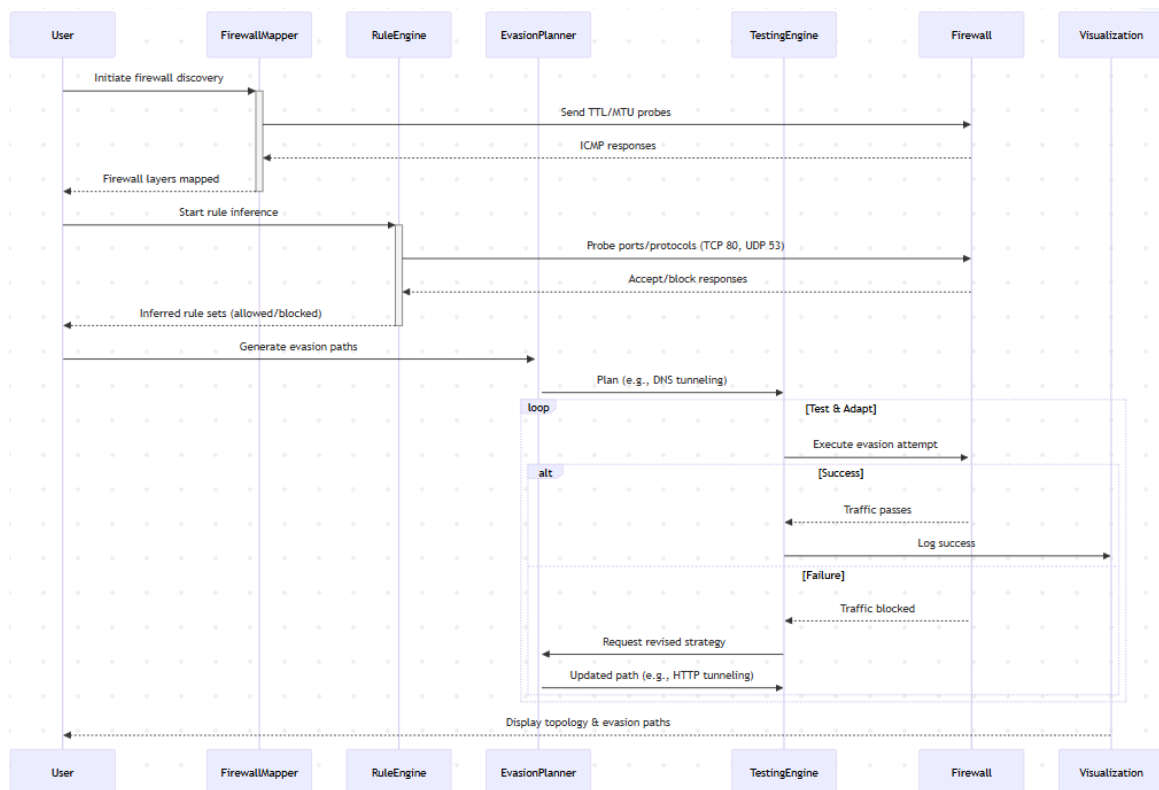 User FirewallMapper RuleEngine EvasionPlanner TestingEngine Firewall Visualization
Initiate firewall discovery
Send TTL/MTU probes
ICMP responses
Firewall layers mapped
Start rule inference
Probe ports/protocols (TCP 80, UDP 53)
Accept/block responses
Inferred rule sets (allowed/blocked)
Generate evasion paths
Plan (e.g., DNS tunneling)
loop [Test & Adapt]
Execute evasion attempt
alt [Success]
Traffic passes
Log success
[Failure]
Traffic blocked
Request revised strategy
Updated path (e.g., HTTP tunneling)
Display topology & evasion paths
User FirewallMapper RuleEngine EvasionPlanner TestingEngine Firewall Visualization